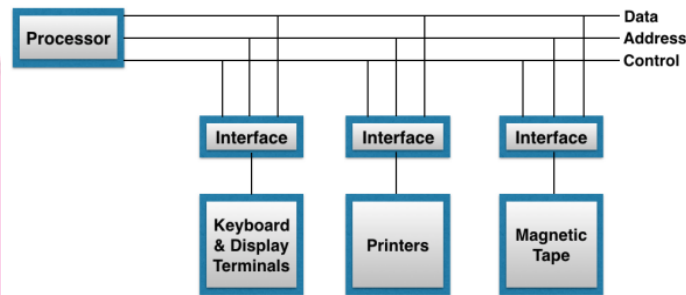 Data
Processor
Address
Control
Interface
Interface
Interface
Keyboard
& Display
Terminals
Printers
Magnetic
Tape